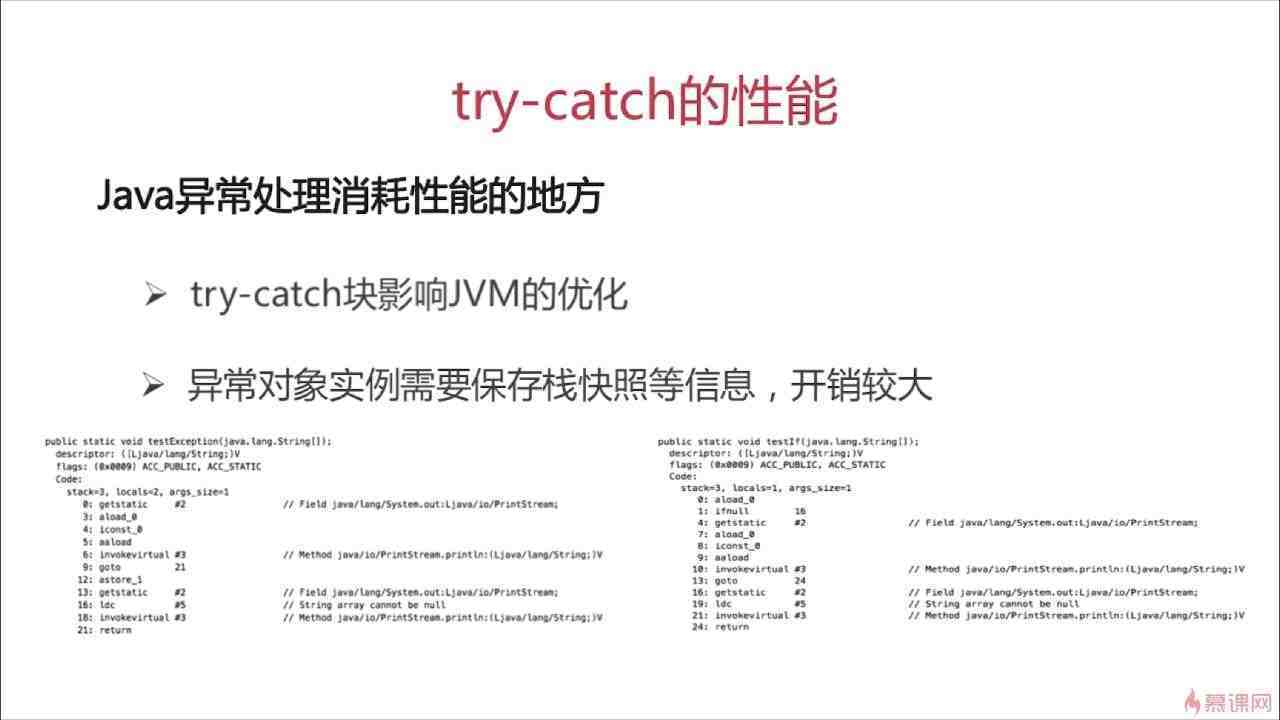 try-catch的性能
Java异常处理消耗性能的地方
➢ try-catch块影响JVM的优化
➢ 异常对象实例需要保存栈快照等信息，开销较大
public static void testException(java.lang.String[]);
descriptor: ([Ljava/lang/String;)V
flags: (0x0009) ACC_PUBLIC, ACC_STATIC
Code:
stack=3, locals=2, args_size=1
0: getstatic #2 // Field java/lang/System.out:Ljava/io/PrintStream;
3: aload_0
4: iconst_0
5: aaload
6: invokevirtual #3 // Method java/io/PrintStream.println:(Ljava/lang/String;)V
9: goto 21
12: astore_1
13: getstatic #2 // Field java/lang/System.out:Ljava/io/PrintStream;
16: ldc #5 // String array cannot be null
18: invokevirtual #3 // Method java/io/PrintStream.println:(Ljava/lang/String;)V
21: return
public static void testIf(java.lang.String[]);
descriptor: ([Ljava/lang/String;)V
flags: (0x0009) ACC_PUBLIC, ACC_STATIC
Code:
stack=3, locals=1, args_size=1
0: aload_0
1: ifnull 16
4: getstatic #2 // Field java/lang/System.out:Ljava/io/PrintStream;
7: aload_0
8: iconst_0
9: aaload
10: invokevirtual #3 // Method java/io/PrintStream.println:(Ljava/lang/String;)V
13: goto 24
16: getstatic #2 // Field java/lang/System.out:Ljava/io/PrintStream;
19: ldc #5 // String array cannot be null
21: invokevirtual #3 // Method java/io/PrintStream.println:(Ljava/lang/String;)V
24: return
慕课网